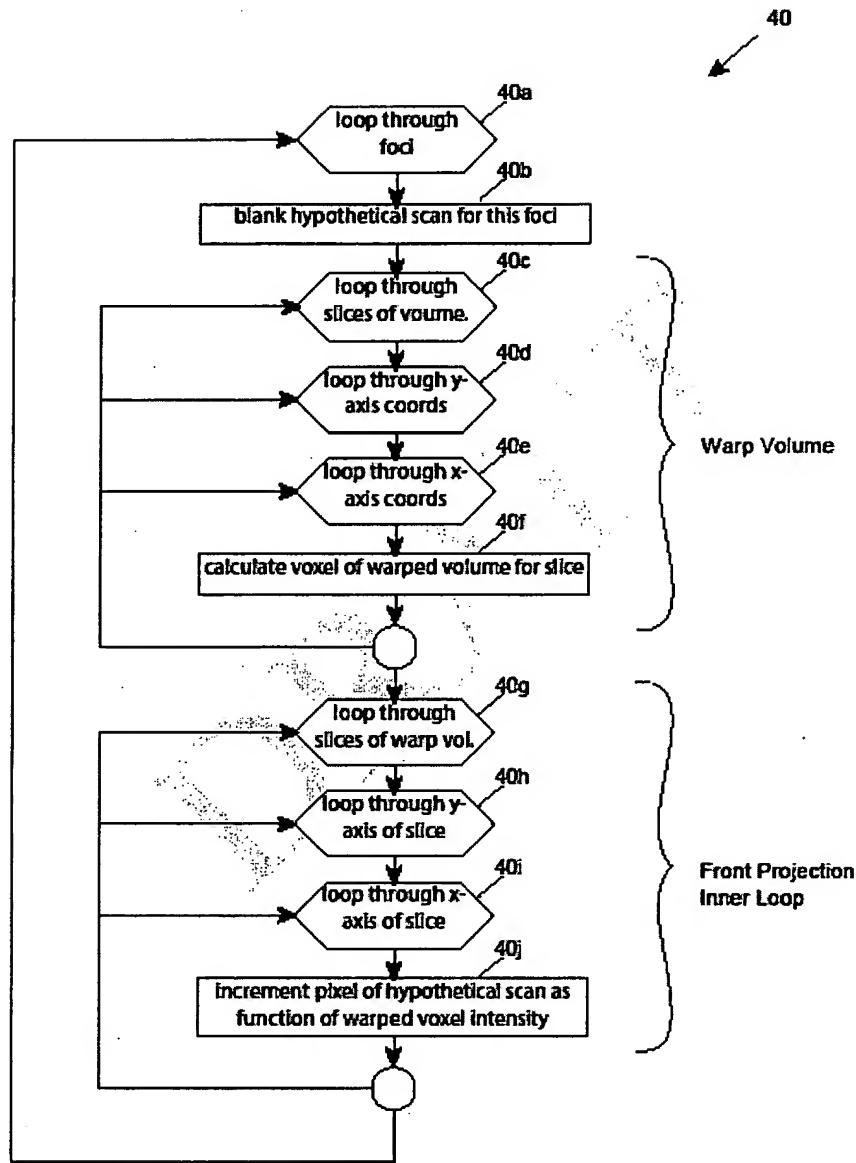 40
40a
loop through
foci
40b
blank hypothetical scan for this foci
40c
loop through
slices of voume.
40d
loop through y-
axis coords
40e
loop through x-
axis coords
40f
calculate voxel of warped volume for slice
Warp Volume
40g
loop through
slices of warp vol.
40h
loop through y-
axis of slice
40i
loop through x-
axis of slice
40j
increment pixel of hypothetical scan as
function of warped voxel intensity
Front Projection
Inner Loop